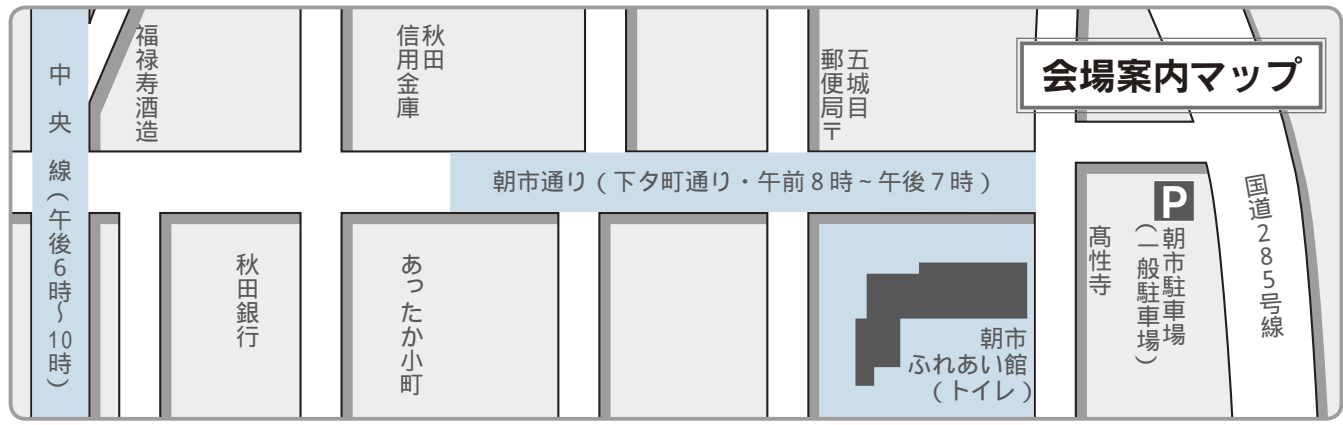 会場案内マップ
中央線(午後6時〜10時)
福禄寿酒造
秋田
信用金庫
五城目
郵便局〒
朝市通り(下夕町通り・午前8時~午後7時)
秋田銀行
あったか小町
朝市
ふれあい館
(トイレ)
髙性寺
P
朝市駐車場
(一般駐車場)
国道285号線